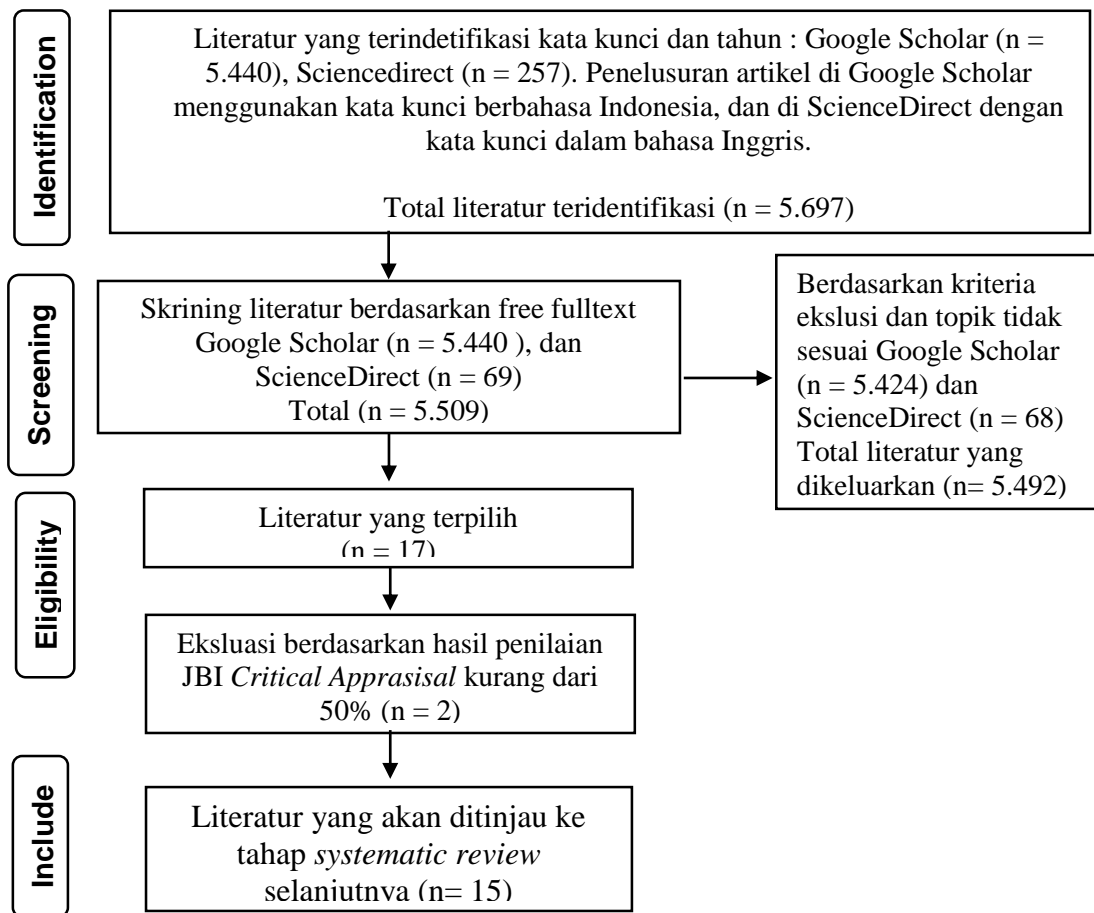 Identification
Literatur yang terindetifikasi kata kunci dan tahun : Google Scholar (n =
5.440), Sciencedirect (n = 257). Penelusuran artikel di Google Scholar
menggunakan kata kunci berbahasa Indonesia, dan di ScienceDirect dengan
kata kunci dalam bahasa Inggris.
Total literatur teridentifikasi (n = 5.697)
Screening
Skrining literatur berdasarkan free fulltext
Google Scholar (n = 5.440 ), dan
ScienceDirect (n = 69)
Total (n = 5.509)
Berdasarkan kriteria
ekslusi dan topik tidak
sesuai Google Scholar
(n = 5.424) dan
ScienceDirect (n = 68)
Total literatur yang
dikeluarkan (n= 5.492)
Eligibility
Literatur yang terpilih
(n = 17)
Eksluasi berdasarkan hasil penilaian
JBI Critical Apprasisal kurang dari
50% (n = 2)
Include
Literatur yang akan ditinjau ke
tahap systematic review
selanjutnya (n= 15)